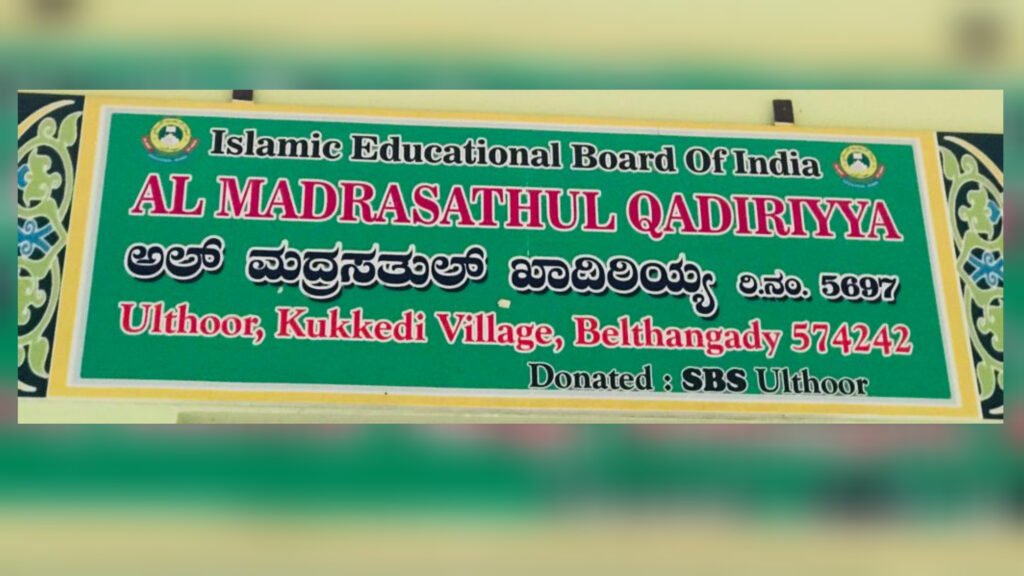 Islamic Educational Board Of India
AL MADRASATHUL QADIRIYYA
ಅಲ್ ಮದ್ರಸತುಲ್ ಖಾದಿರಿಯ್ಯ ರಿ.ನಂ. 5697
Ulthoor, Kukkedi Village, Belthangady 574242
Donated : SBS Ulthoor